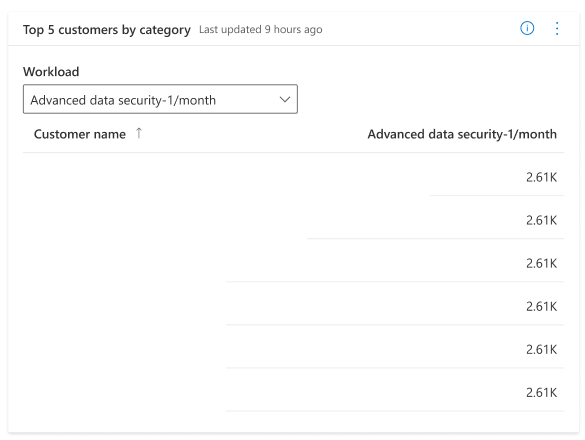 Top 5 customers by category Last updated 9 hours ago
Workload
Advanced data security-1/month
Customer name ↑ Advanced data security-1/month
2.61K
2.61K
2.61K
2.61K
2.61K
2.61K